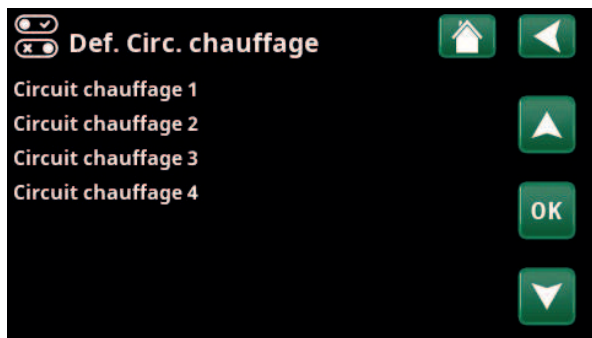 Def. Circ. chauffage
Circuit chauffage 1
Circuit chauffage 2
Circuit chauffage 3
Circuit chauffage 4
OK